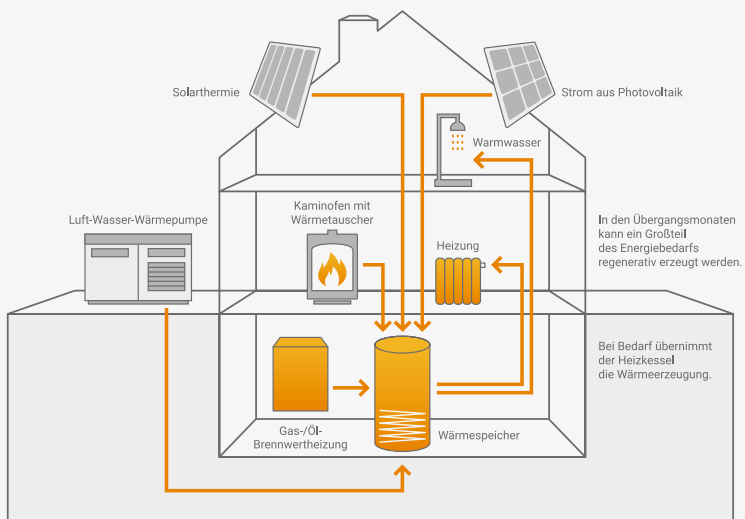 Solarthermie
Strom aus Photovoltaik
Warmwasser
Kaminofen mit
Wärmetauscher
Luft-Wasser-Wärmepumpe
Heizung
In den Übergangsmonaten
kann ein Großteil
des Energiebedarfs
regenerativ erzeugt werden.
Bei Bedarf übernimmt
der Heizkessel
die Wärmeerzeugung.
Gas-/Öl-
Brennwertheizung
Wärmespeicher